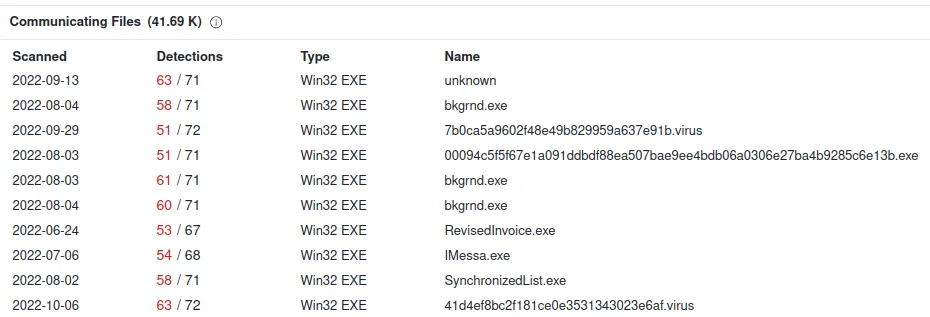 Communicating Files (41.69 K)
Scanned Detections Type Name
2022-09-13 63 / 71 Win32 EXE unknown
2022-08-04 58 / 71 Win32 EXE bkgrnd.exe
2022-09-29 51 / 72 Win32 EXE 7b0ca5a9602f48e49b829959a637e91b.virus
2022-08-03 51 / 71 Win32 EXE 00094c5f5f67e1a091ddbdf88ea507bae9ee4bdb06a0306e27ba4b9285c6e13b.exe
2022-08-03 61 / 71 Win32 EXE bkgrnd.exe
2022-08-04 60 / 71 Win32 EXE bkgrnd.exe
2022-06-24 53 / 67 Win32 EXE RevisedInvoice.exe
2022-07-06 54 / 68 Win32 EXE IMessa.exe
2022-08-02 58 / 71 Win32 EXE SynchronizedList.exe
2022-10-06 63 / 72 Win32 EXE 41d4ef8bc2f181ce0e3531343023e6af.virus